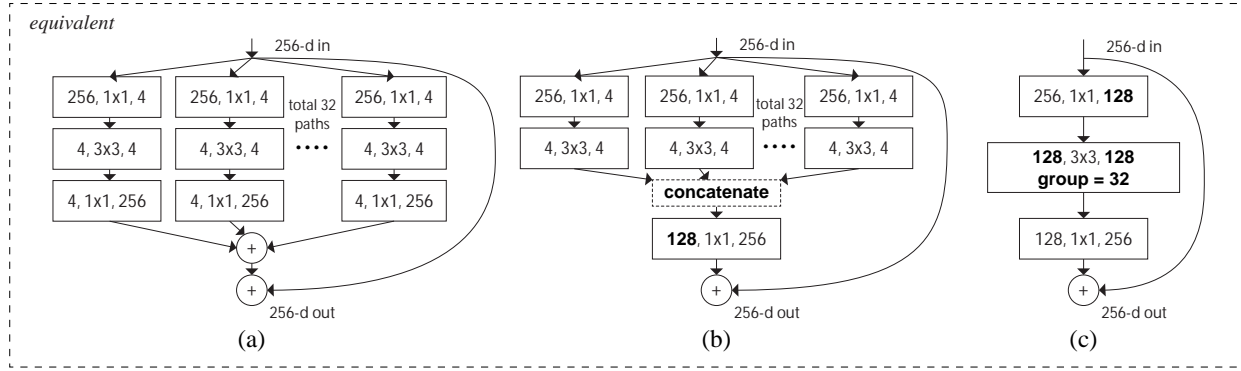 equivalent
256-d in
256, 1x1, 4
256, 1x1, 4
total 32
paths
256, 1x1, 4
4, 3x3, 4
4, 3x3, 4
....
4, 3x3, 4
4, 1x1, 256
4, 1x1, 256
4, 1x1, 256
+
+
256-d out
(a)
256-d in
256, 1x1, 4
256, 1x1, 4
total 32
paths
256, 1x1, 4
4, 3x3, 4
4, 3x3, 4
....
4, 3x3, 4
concatenate
128, 1x1, 256
+
256-d out
(b)
256-d in
256, 1x1, 128
128, 3x3, 128
group = 32
128, 1x1, 256
+
256-d out
(c)